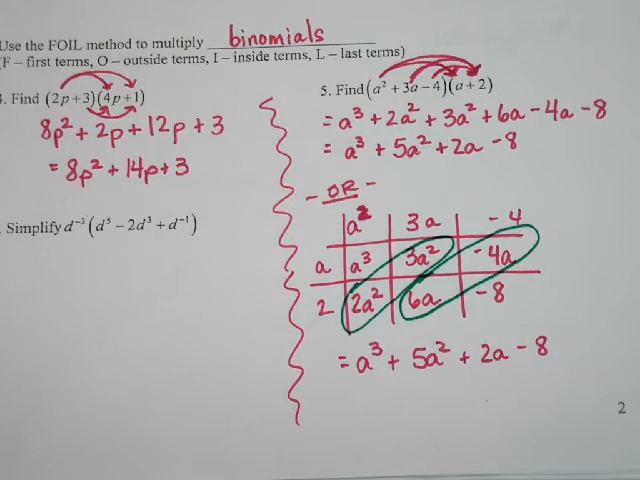 Use the FOIL method to multiply binomials
(F – first terms, O – outside terms, I – inside terms, L – last terms)
. Find (2p + 3)(4p + 1)
8p² + 2p + 12p + 3
= 8p² + 14p + 3
. Simplify d⁻³(d⁵ − 2d³ + d⁻¹)
5. Find (a² + 3a − 4)(a + 2)
= a³ + 2a² + 3a² + 6a − 4a − 8
= a³ + 5a² + 2a − 8
- OR -
a² 3a -4
a a³ 3a² -4a
2 2a² 6a -8
= a³ + 5a² + 2a − 8
2